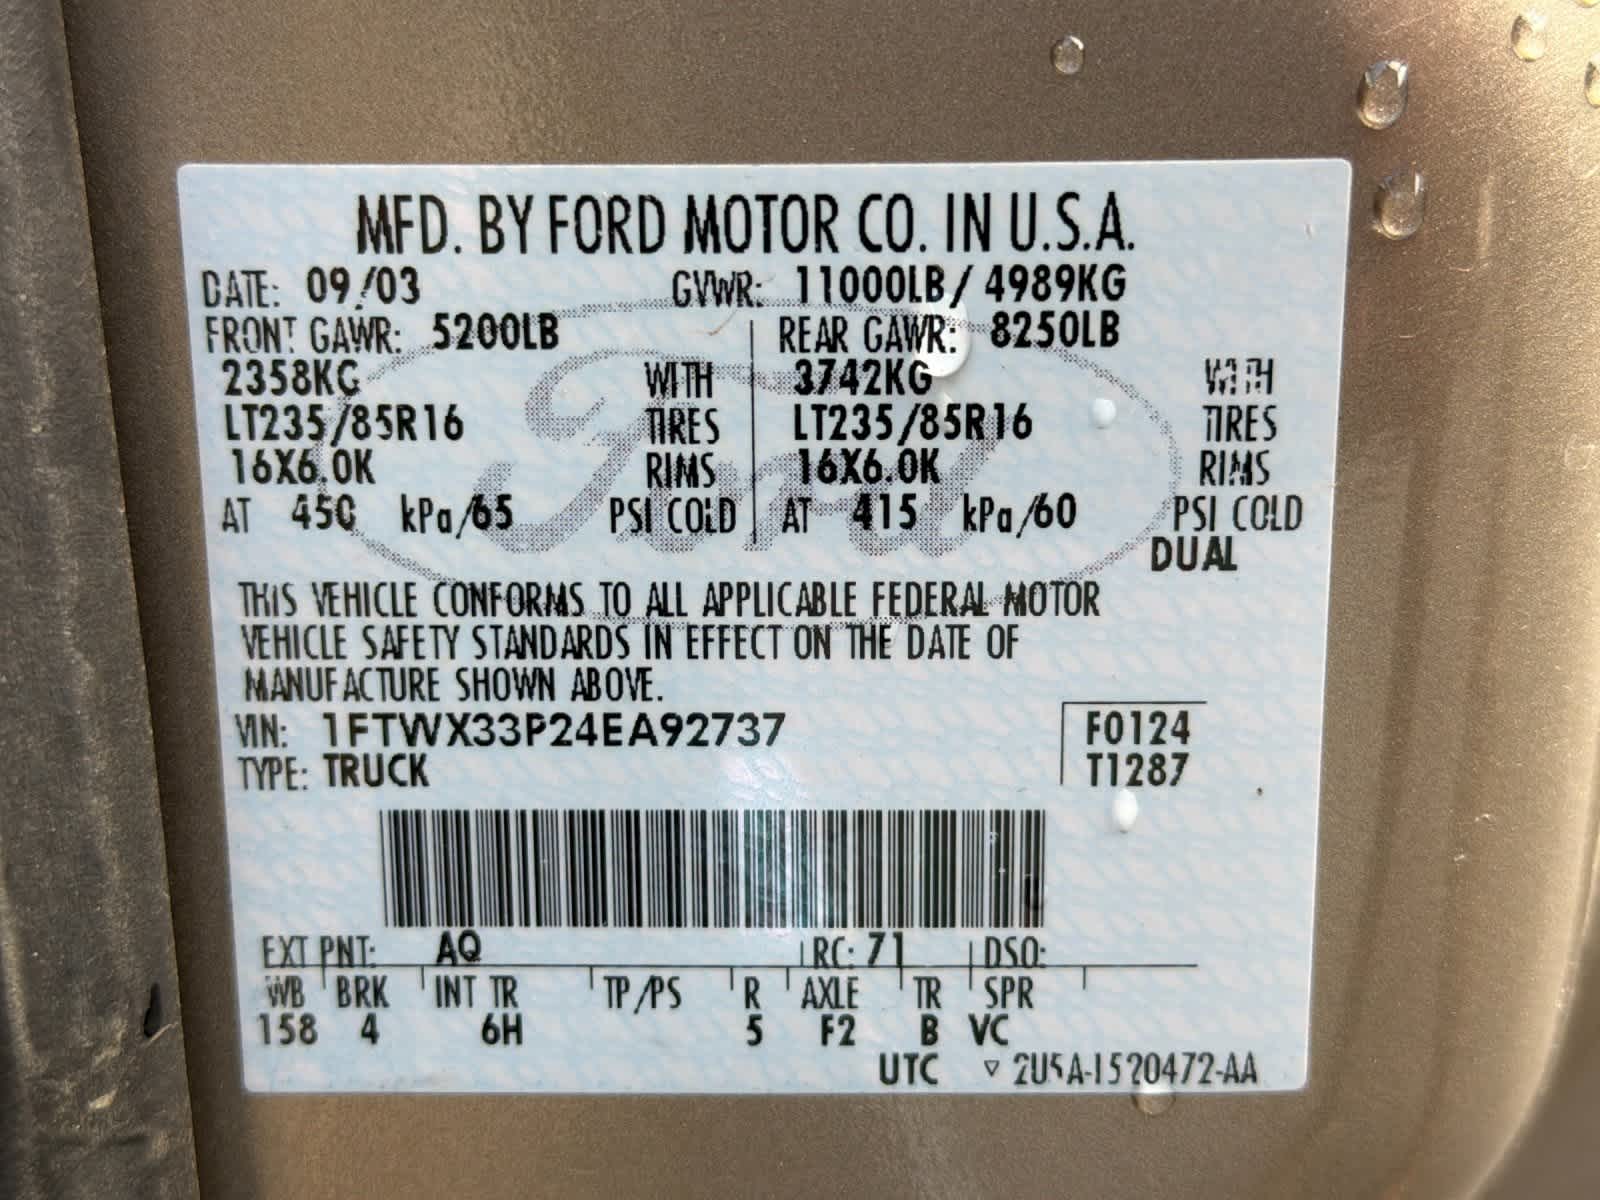 MFD. BY FORD MOTOR CO. IN U.S.A.
DATE: 09/03 GVWR: 11000LB/ 4989KG
FRONT GAWR: 5200LB REAR GAWR: 8250LB
2358KG WITH 3742KG WITH
LT235/85R16 TIRES LT235/85R16 TIRES
16X6.0K RIMS 16X6.0K RIMS
AT 450 kPa/65 PSI COLD AT 415 kPa/60 PSI COLD
DUAL
Ford
THIS VEHICLE CONFORMS TO ALL APPLICABLE FEDERAL MOTOR
VEHICLE SAFETY STANDARDS IN EFFECT ON THE DATE OF
MANUFACTURE SHOWN ABOVE.
VIN: 1FTWX33P24EA92737 F0124
TYPE: TRUCK T1287
EXT PNT: AQ RC: 71 DSO:
WB BRK INT TR TP/PS R AXLE TR SPR
158 4 6H 5 F2 B VC
UTC ▽ 2U5A-1520472-AA